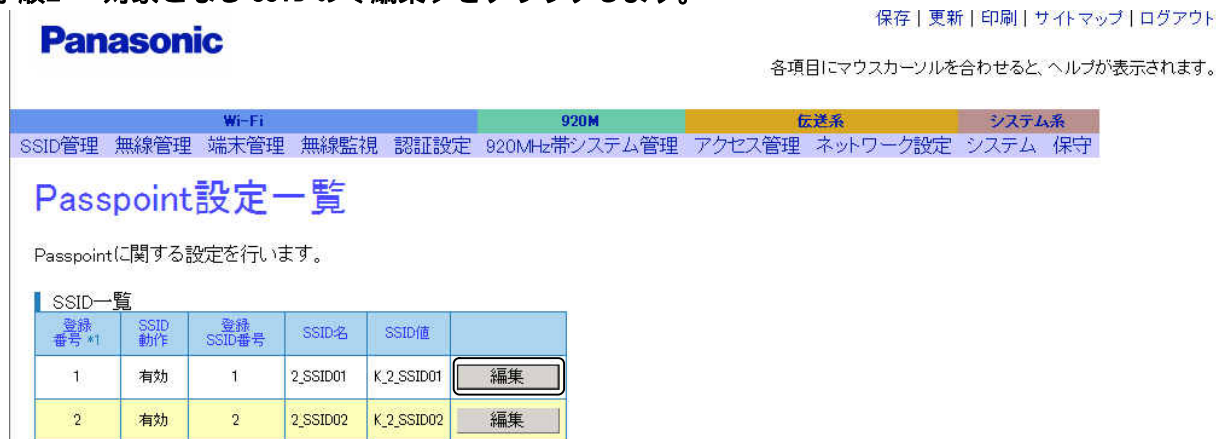 保存 | 更新 | 印刷 | サイトマップ | ログアウト
Panasonic
各項目にマウスカーソルを合わせると、ヘルプが表示されます。
Wi-Fi 920M 伝送系 システム系
SSID管理 無線管理 端末管理 無線監視 認証設定 920MHz帯システム管理 アクセス管理 ネットワーク設定 システム 保守
Passpoint設定一覧
Passpointに関する設定を行います。
SSID一覧
登録番号 *1 SSID動作 登録SSID番号 SSID名 SSID値
1 有効 1 2_SSID01 K_2_SSID01 編集
2 有効 2 2_SSID02 K_2_SSID02 編集